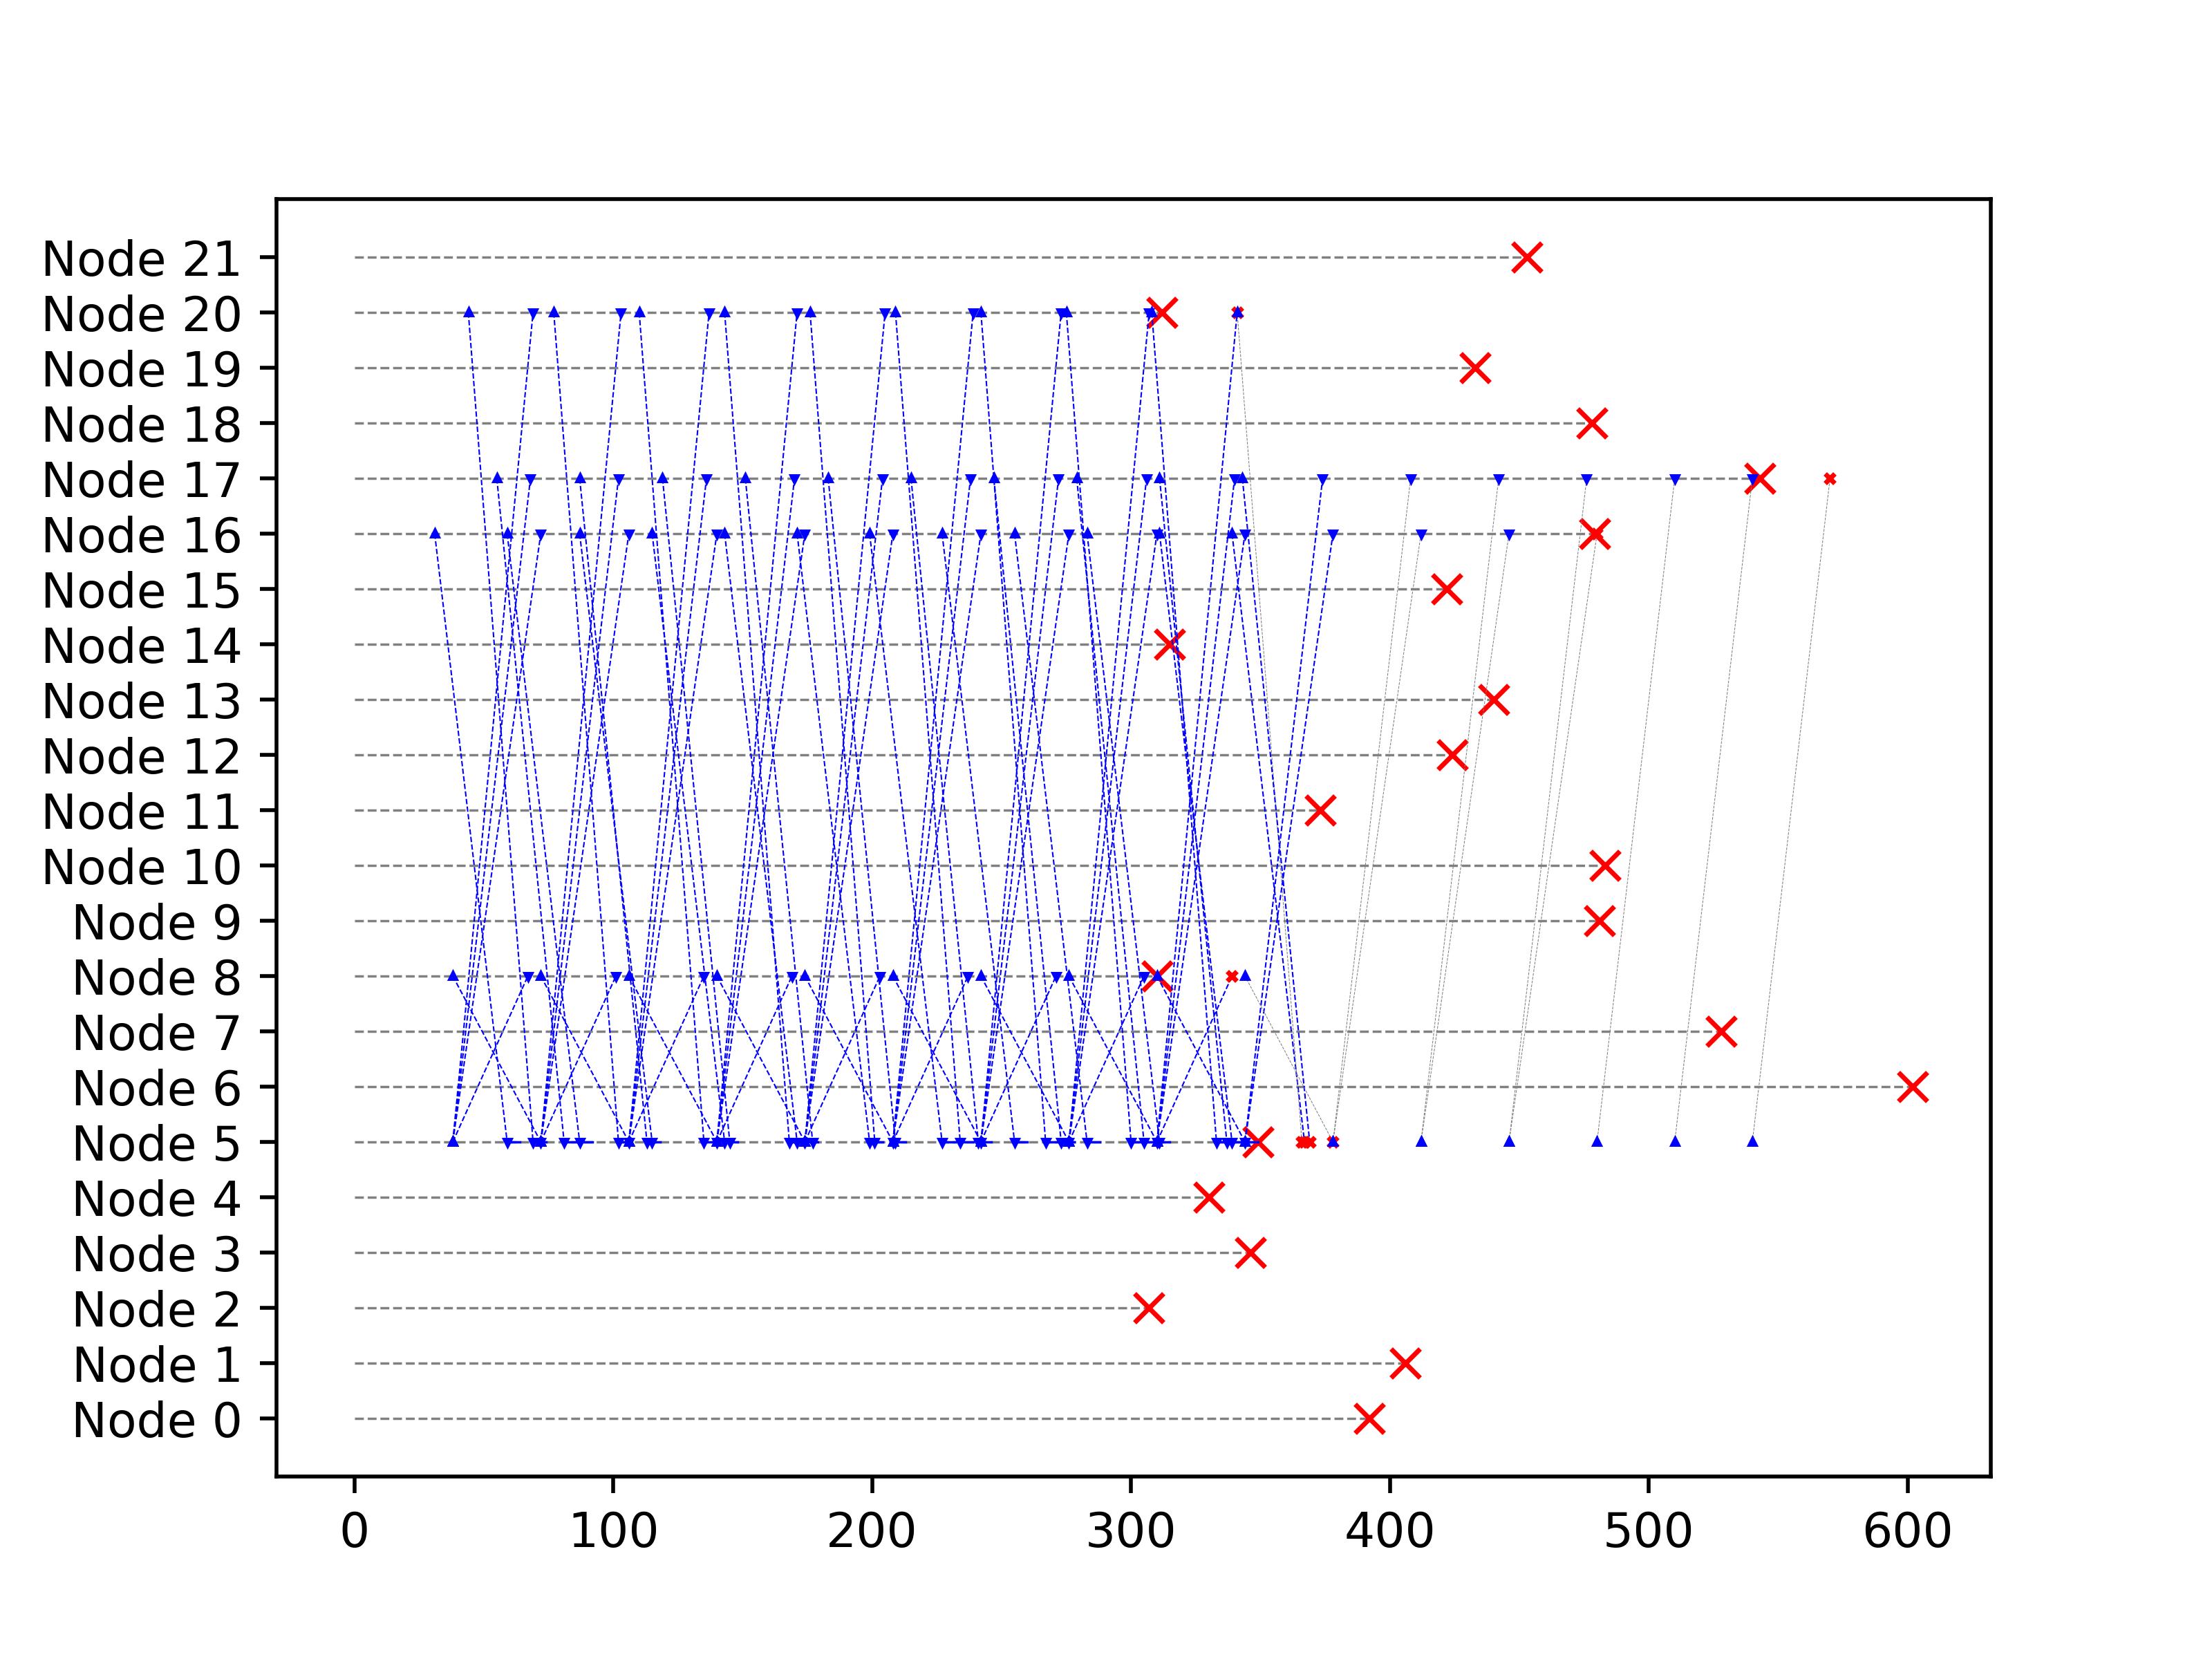 Node 21
Node 20
Node 19
Node 18
Node 17
Node 16
Node 15
Node 14
Node 13
Node 12
Node 11
Node 10
Node 9
Node 8
Node 7
Node 6
Node 5
Node 4
Node 3
Node 2
Node 1
Node 0
0 100 200 300 400 500 600